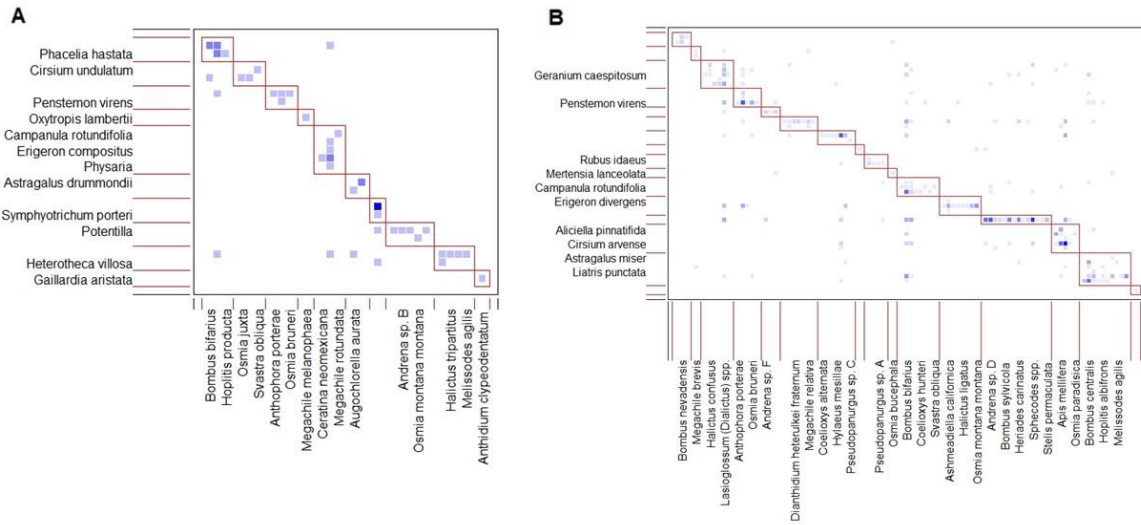 A
Phacelia hastata
Cirsium undulatum
Penstemon virens
Oxytropis lambertii
Campanula rotundifolia
Erigeron compositus
Physaria
Astragalus drummondii
Symphyotrichum porteri
Potentilla
Heterotheca villosa
Gaillardia aristata
Bombus bifarius
Hoplitis producta
Osmia juxta
Svastra obliqua
Anthophora porterae
Osmia bruneri
Megachile melanophaea
Ceratina neomexicana
Megachile rotundata
Augochlorella aurata
Andrena sp. B
Osmia montana montana
Halictus tripartitus
Melissodes agilis
Anthidium clypeodentatum
B
Geranium caespitosum
Penstemon virens
Rubus idaeus
Mertensia lanceolata
Campanula rotundifolia
Erigeron divergens
Aliciella pinnatifida
Cirsium arvense
Astragalus miser
Liatris punctata
Bombus nevadensis
Megachile brevis
Halictus confusus
Lasioglossum (Dialictus) spp.
Anthophora porterae
Osmia bruneri
Andrena sp. F
Dianthidium heterulkei fraternum
Megachile relativa
Coelioxys alternata
Hylaeus mesillae
Pseudopanurgus sp. C
Pseudopanurgus sp. A
Osmia bucephala
Bombus bifarius
Coelioxys hunteri
Svastra obliqua
Ashmeadiella californica
Halictus ligatus
Osmia montana montana
Andrena sp. D
Bombus sylvicola
Heriades carinatus
Sphecodes spp.
Stelis permaculata
Apis mellifera
Osmia paradisica
Bombus centralis
Hoplitis albifrons
Melissodes agilis